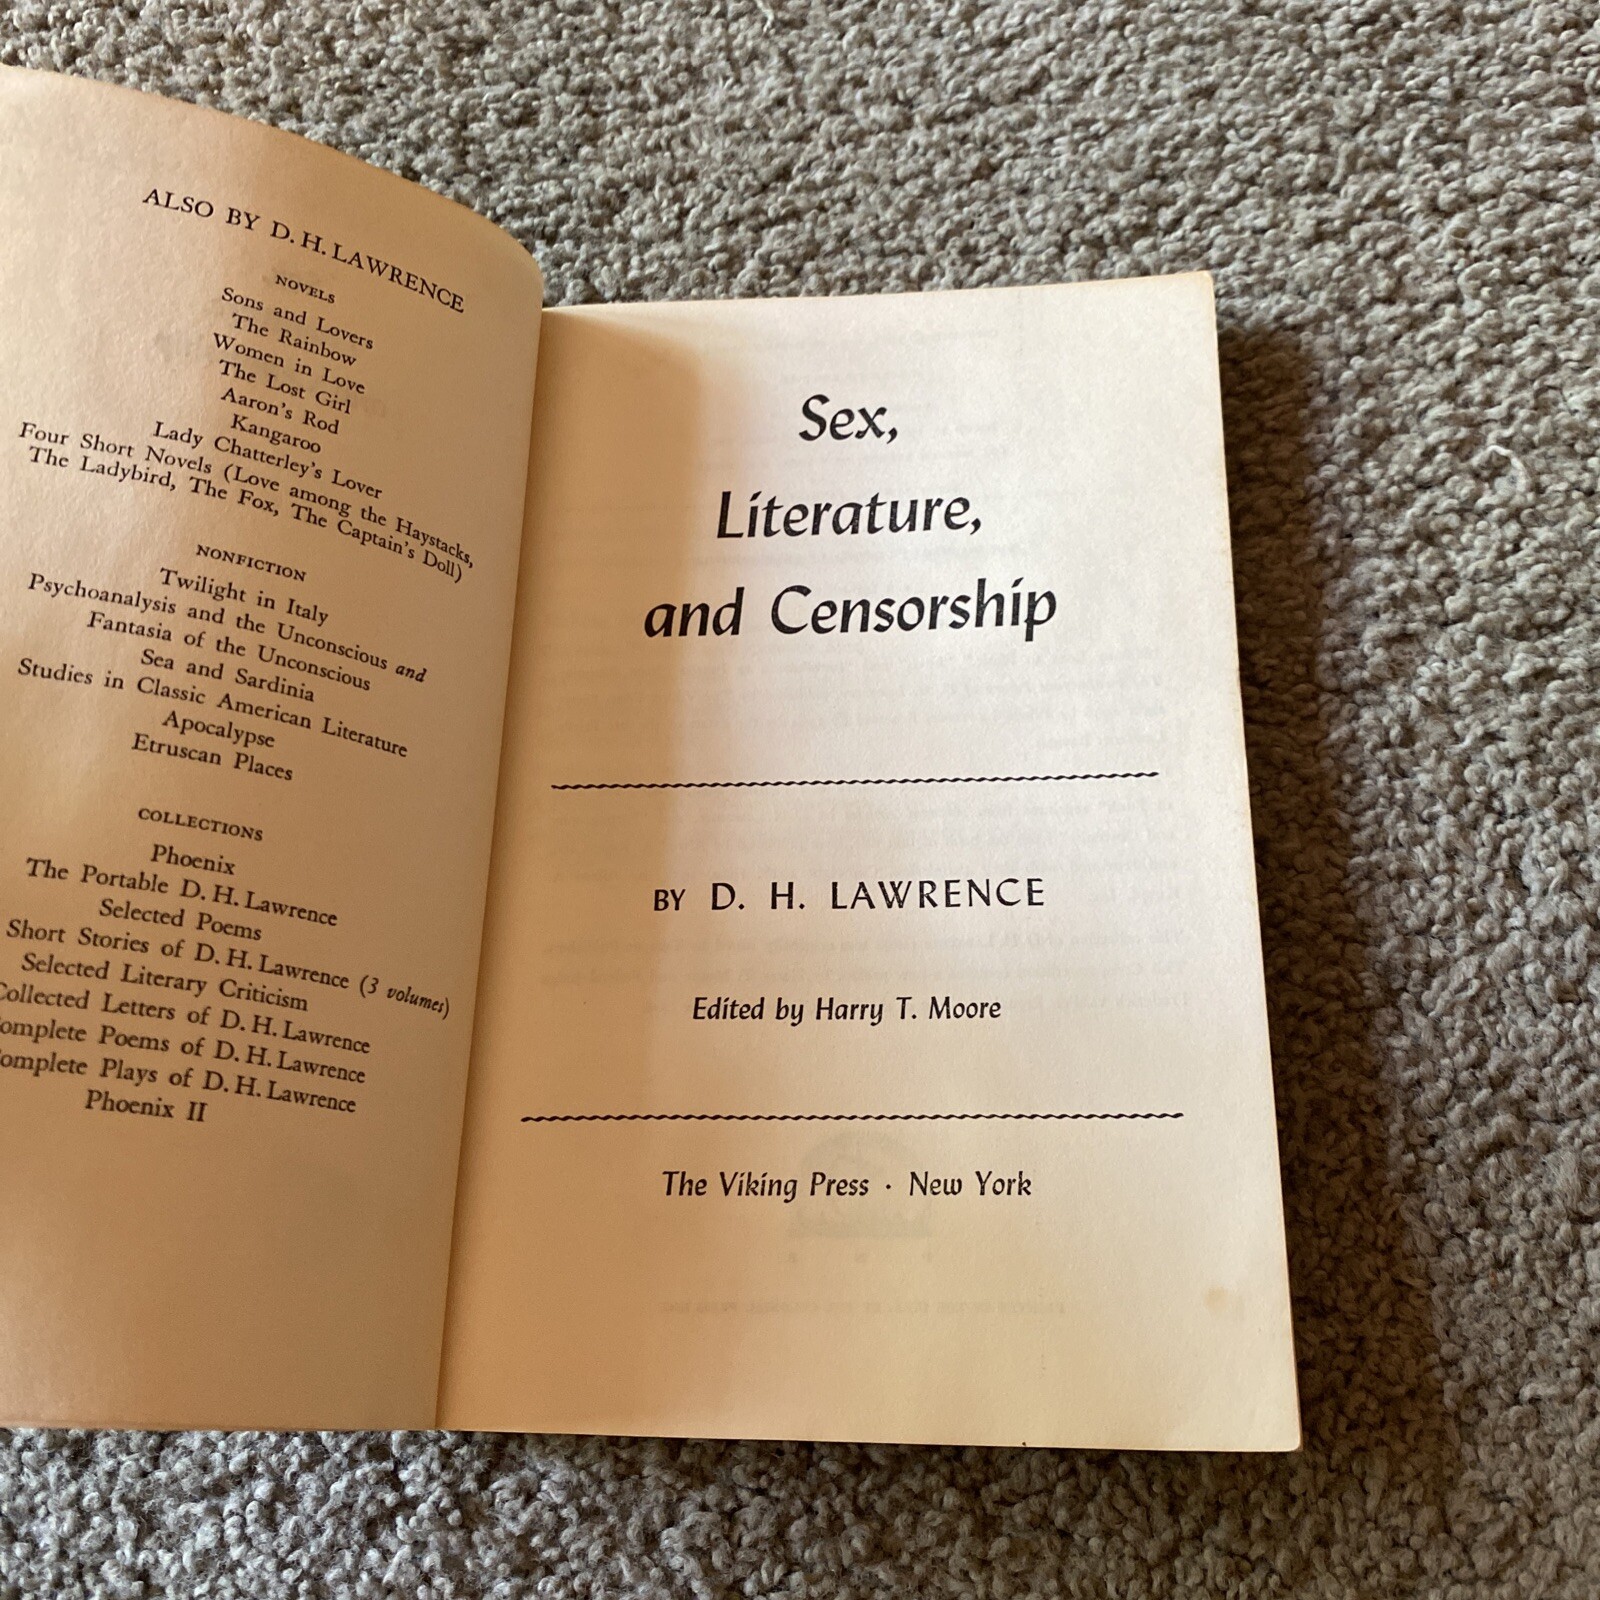 ALSO BY D. H. LAWRENCE
NOVELS
Sons and Lovers
The Rainbow
Women in Love
The Lost Girl
Aaron's Rod
Kangaroo
Lady Chatterley's Lover
Four Short Novels (Love among the Haystacks,
The Ladybird, The Fox, The Captain's Doll)
NONFICTION
Twilight in Italy
Psychoanalysis and the Unconscious and
Fantasia of the Unconscious
Sea and Sardinia
Studies in Classic American Literature
Apocalypse
Etruscan Places
COLLECTIONS
Phoenix
The Portable D. H. Lawrence
Selected Poems
Short Stories of D. H. Lawrence (3 volumes)
Selected Literary Criticism
Collected Letters of D. H. Lawrence
omplete Poems of D. H. Lawrence
omplete Plays of D. H. Lawrence
Phoenix II
Sex,
Literature,
and Censorship
BY D. H. LAWRENCE
Edited by Harry T. Moore
The Viking Press · New York